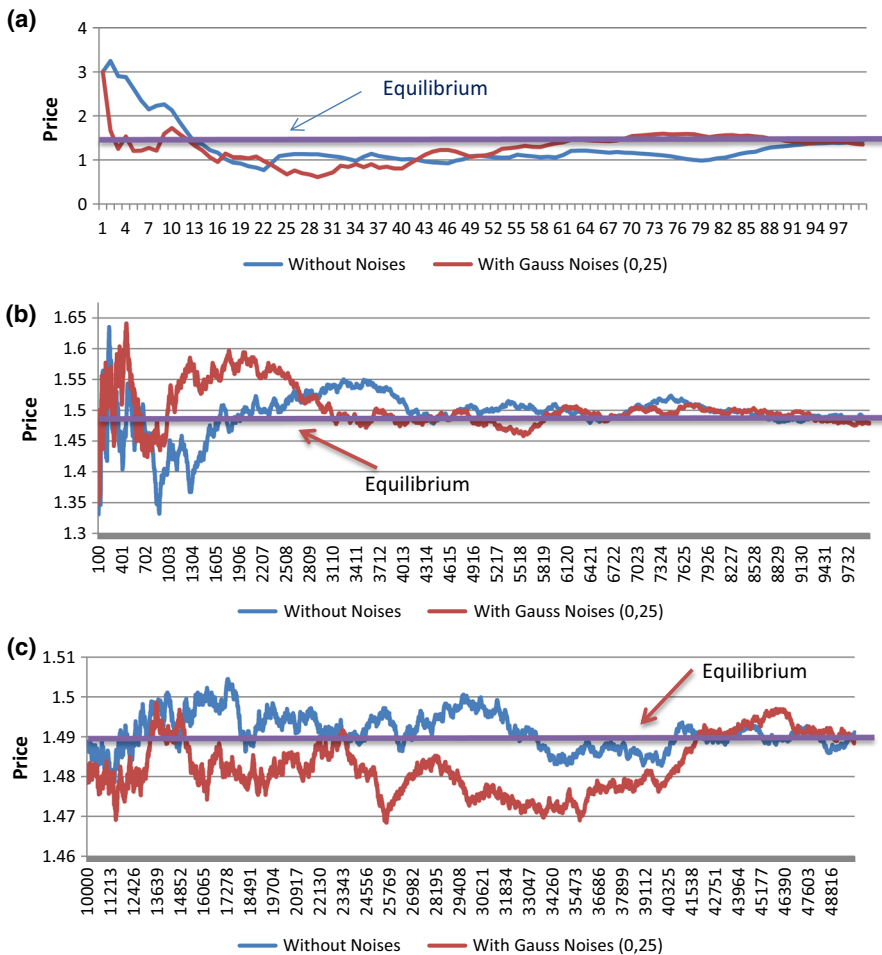 (a)
4
3
2
1
0
Price
Equilibrium
1 4 7 10 13 16 19 22 25 28 31 34 37 40 43 46 49 52 55 58 61 64 67 70 73 76 79 82 85 88 91 94 97
Without Noises With Gauss Noises (0,25)
(b)
1.65
1.6
1.55
1.5
1.45
1.4
1.35
1.3
Price
Equilibrium
100 401 702 1003 1304 1605 1906 2207 2508 2809 3110 3411 3712 4013 4314 4615 4916 5217 5518 5819 6120 6421 6722 7023 7324 7625 7926 8227 8528 8829 9130 9431 9732
Without Noises With Gauss Noises (0,25)
(c)
1.51
1.5
1.49
1.48
1.47
1.46
Price
Equilibrium
10000 11213 12426 13639 14852 16065 17278 18491 19704 20917 22130 23343 24556 25769 26982 28195 29408 30621 31834 33047 34260 35473 36686 37899 39112 40325 41538 42751 43964 45177 46390 47603 48816
Without Noises With Gauss Noises (0,25)